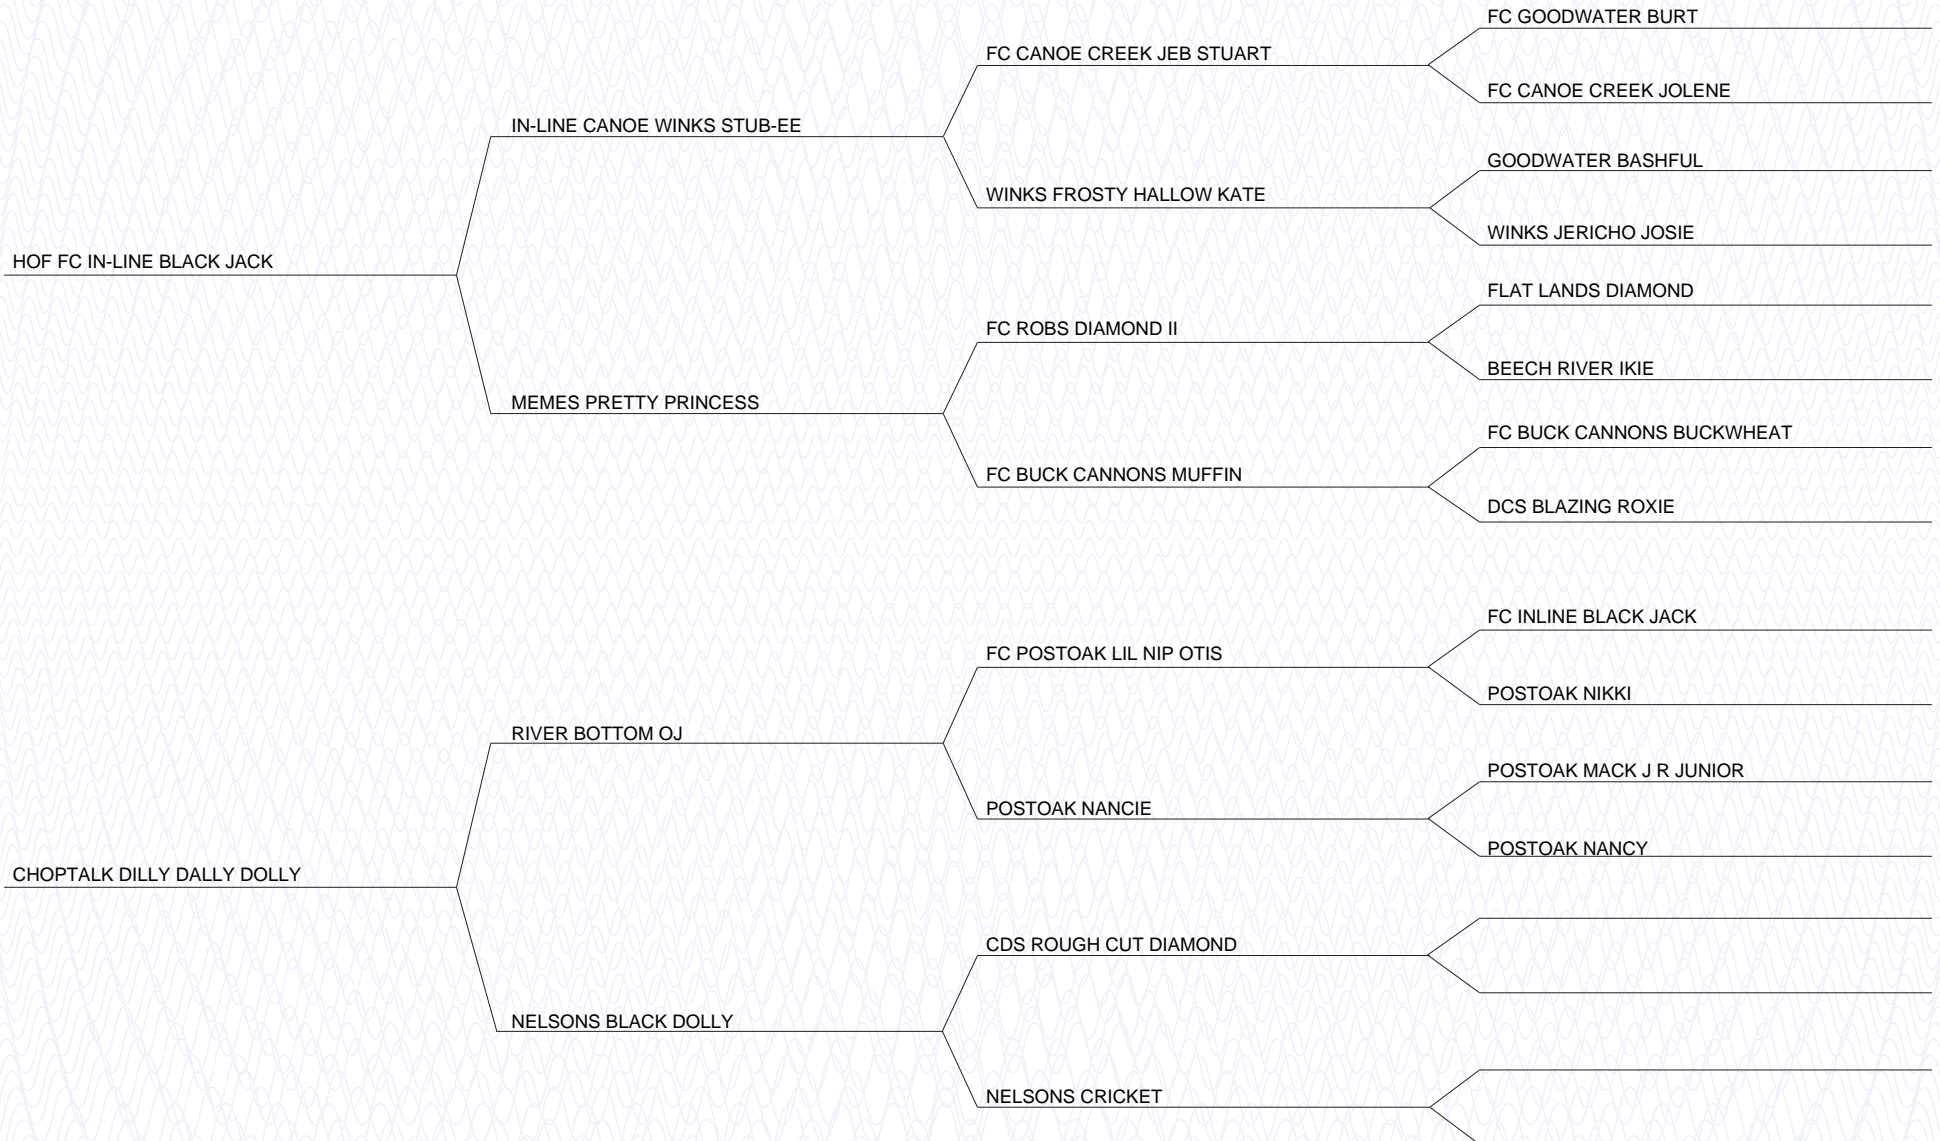 FC GOODWATER BURT
FC CANOE CREEK JEB STUART
FC CANOE CREEK JOLENE
IN-LINE CANOE WINKS STUB-EE
GOODWATER BASHFUL
WINKS FROSTY HALLOW KATE
WINKS JERICHO JOSIE
HOF FC IN-LINE BLACK JACK
FLAT LANDS DIAMOND
FC ROBS DIAMOND II
BEECH RIVER IKIE
MEMES PRETTY PRINCESS
FC BUCK CANNONS BUCKWHEAT
FC BUCK CANNONS MUFFIN
DCS BLAZING ROXIE
FC INLINE BLACK JACK
FC POSTOAK LIL NIP OTIS
POSTOAK NIKKI
RIVER BOTTOM OJ
POSTOAK MACK J R JUNIOR
POSTOAK NANCIE
POSTOAK NANCY
CHOPTALK DILLY DALLY DOLLY
CDS ROUGH CUT DIAMOND
NELSONS BLACK DOLLY
NELSONS CRICKET